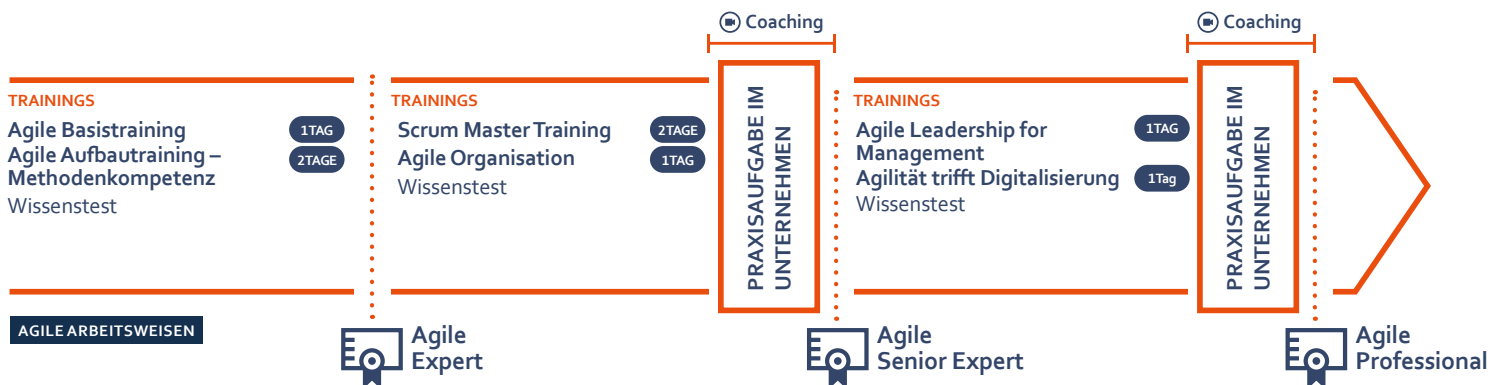 Coaching
Coaching
TRAININGS
Agile Basistraining
1TAG
Agile Aufbautraining –
Methodenkompetenz
2TAGE
Wissenstest
TRAININGS
Scrum Master Training
2TAGE
Agile Organisation
1TAG
Wissenstest
PRAXISAUFGABE IM
UNTERNEHMEN
TRAININGS
Agile Leadership for
Management
1TAG
Agilität trifft Digitalisierung
1Tag
Wissenstest
PRAXISAUFGABE IM
UNTERNEHMEN
AGILE ARBEITSWEISEN
Agile
Expert
Agile
Senior Expert
Agile
Professional